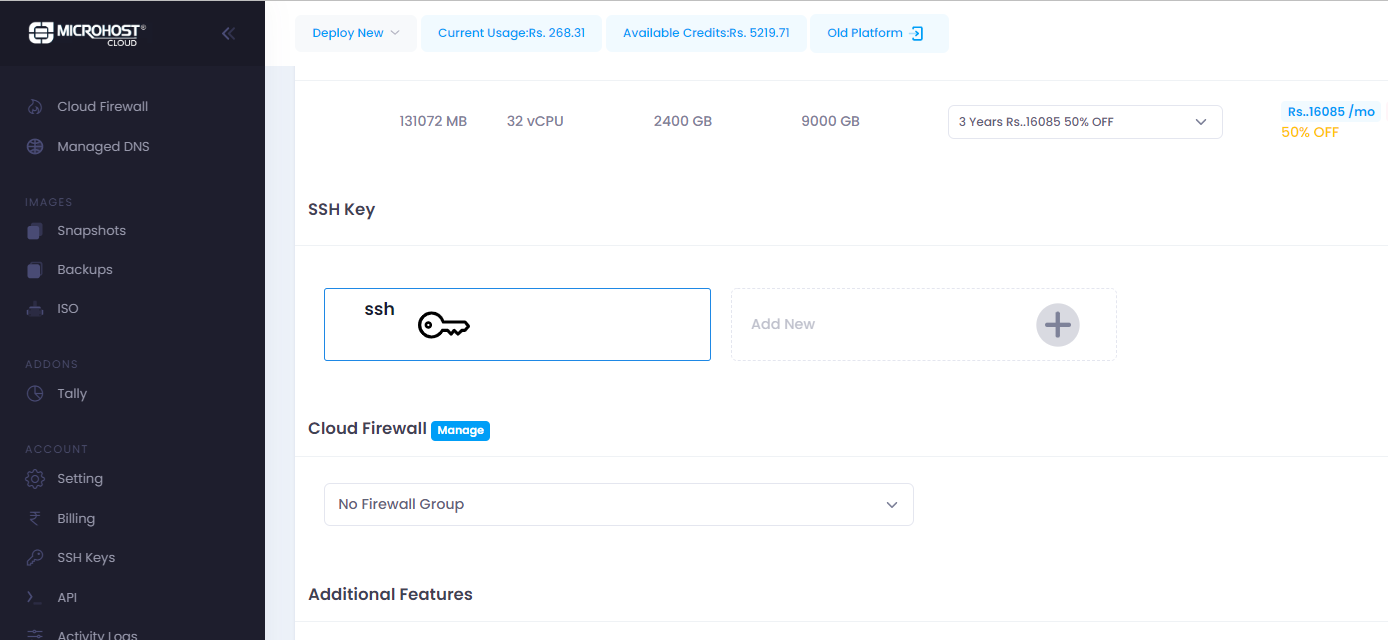 MICROHOST®
CLOUD
Cloud Firewall
Managed DNS
IMAGES
Snapshots
Backups
ISO
ADDONS
Tally
ACCOUNT
Setting
Billing
SSH Keys
API
Activity Logs
Deploy New
Current Usage:Rs. 268.31
Available Credits:Rs. 5219.71
Old Platform
131072 MB 32 vCPU 2400 GB 9000 GB 3 Years Rs..16085 50% OFF Rs..16085 /mo
50% OFF
SSH Key
ssh
Add New
Cloud Firewall Manage
No Firewall Group
Additional Features